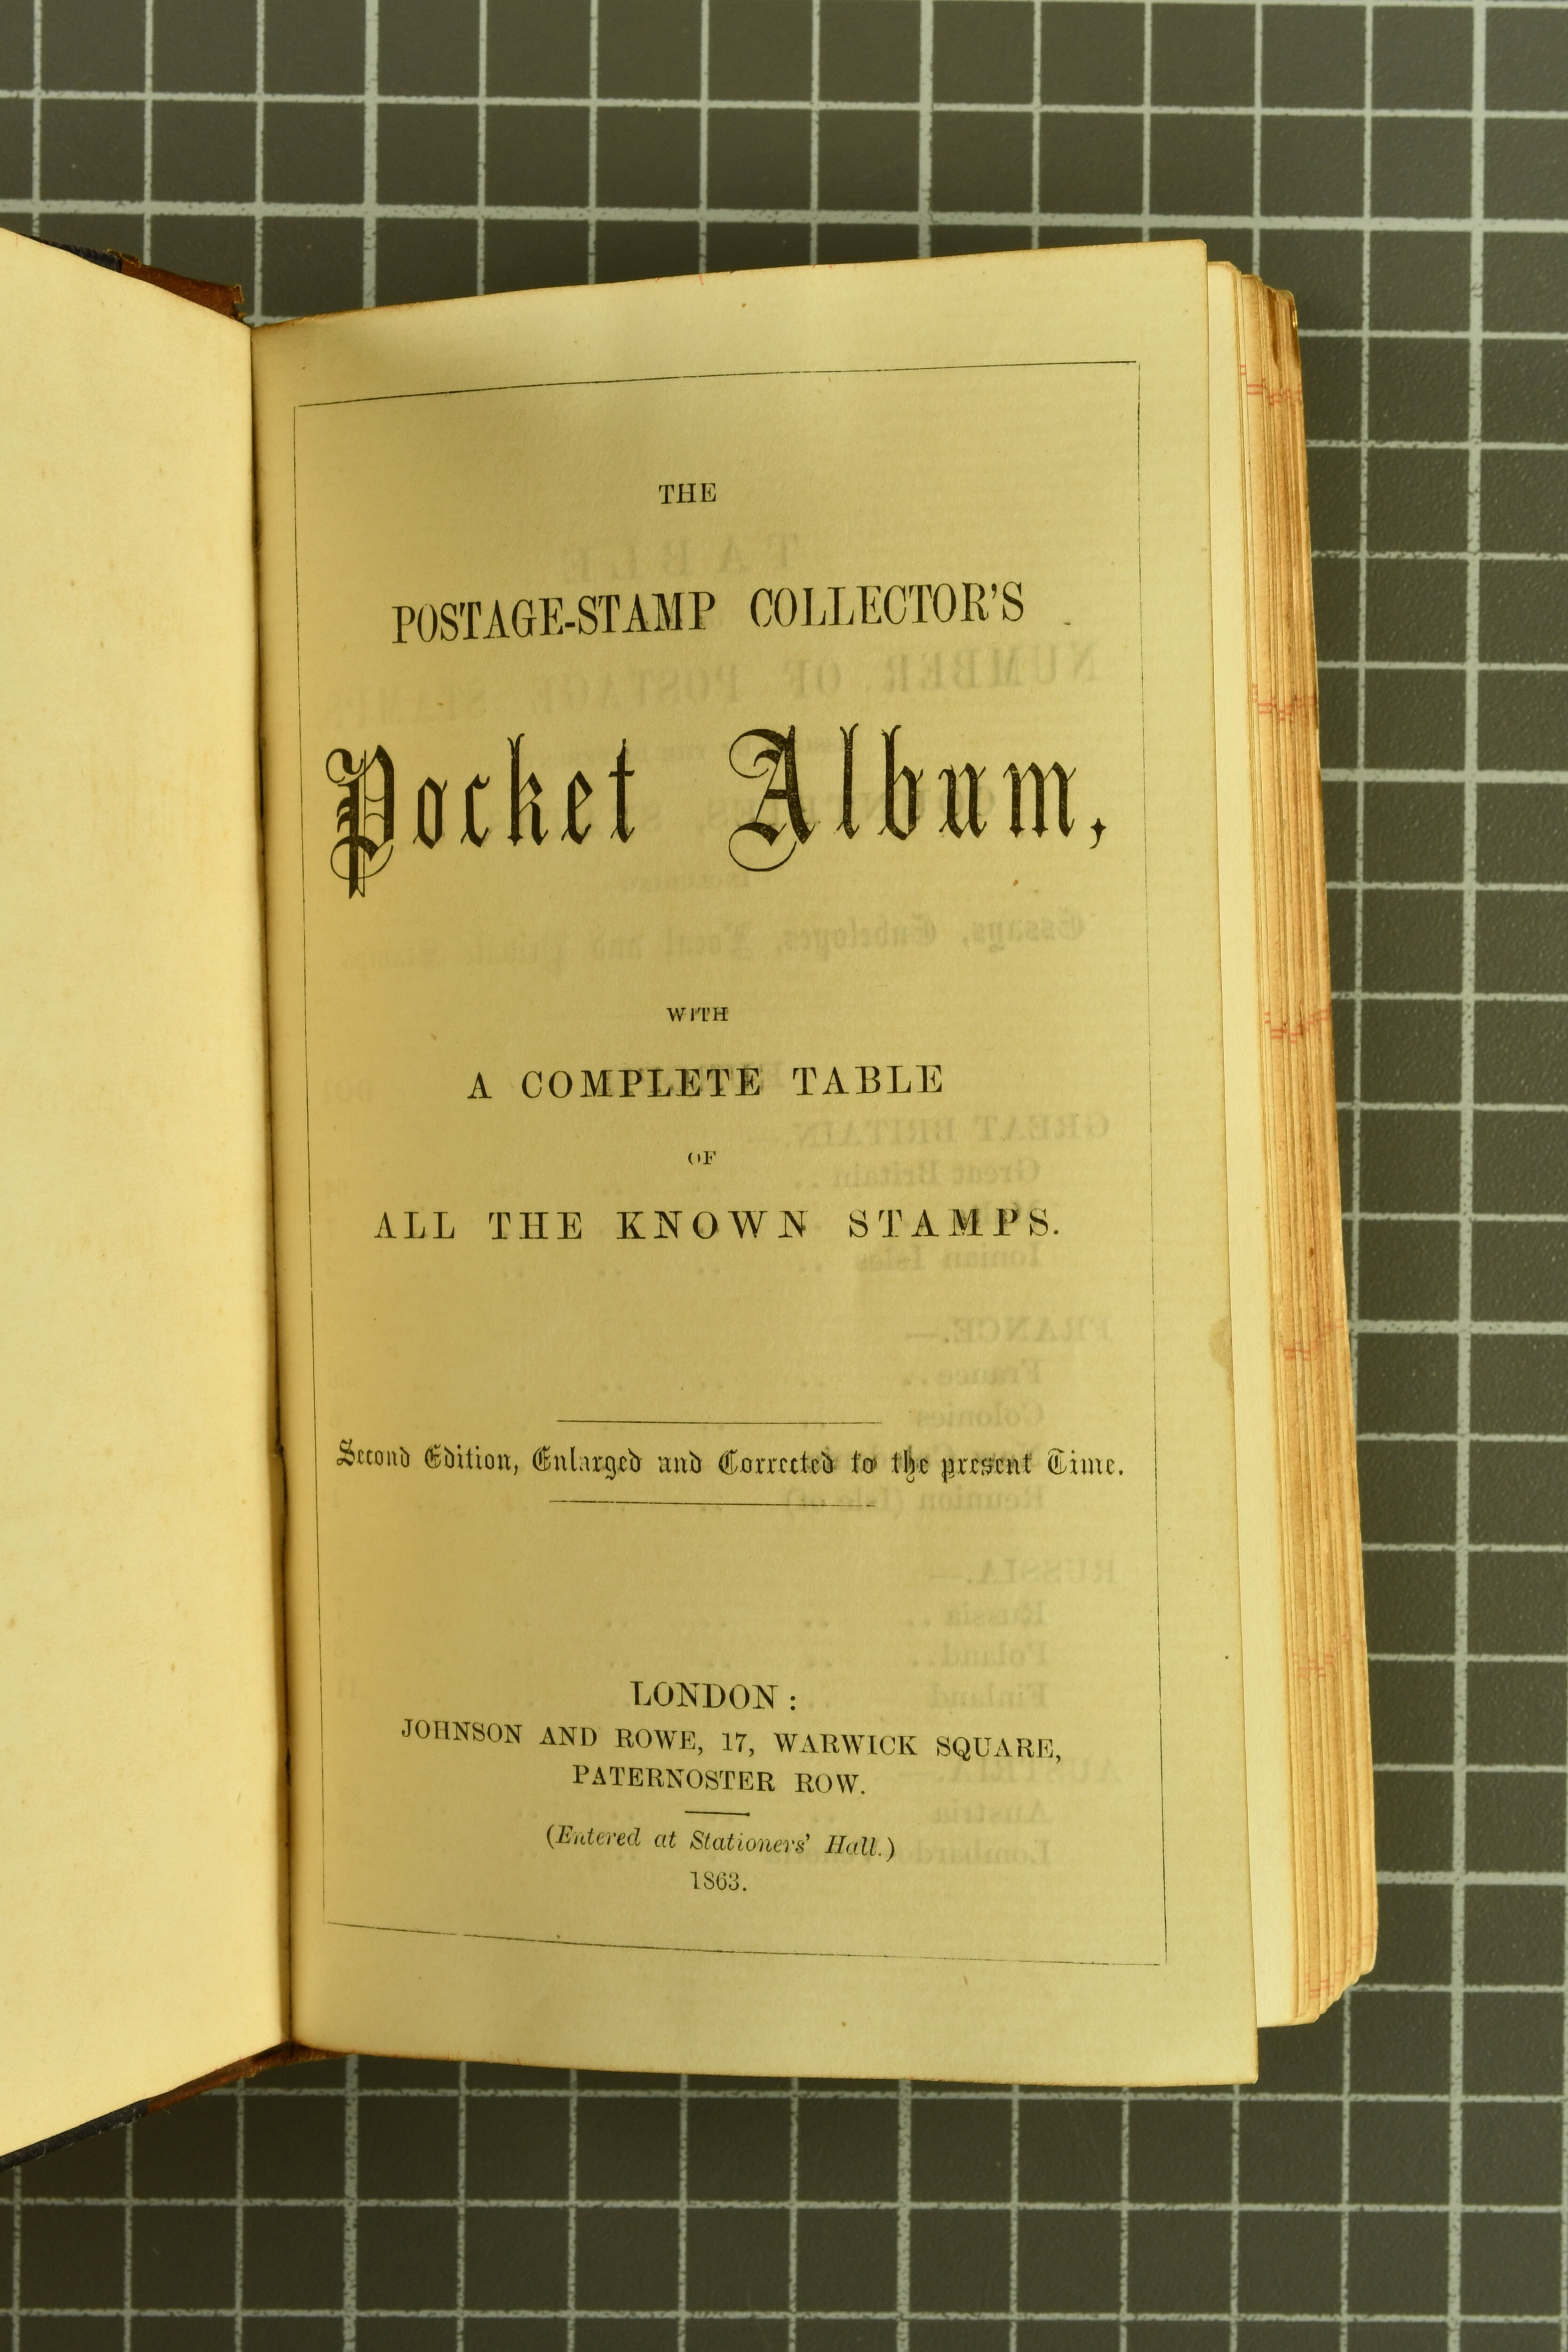 THE
POSTAGE-STAMP COLLECTOR'S
Pocket Album,
WITH
A COMPLETE TABLE
OF
ALL THE KNOWN STAMPS.
Second Edition, Enlarged and Corrected to the present Time.
LONDON :
JOHNSON AND ROWE, 17, WARWICK SQUARE,
PATERNOSTER ROW.
(Entered at Stationers' Hall.)
1863.